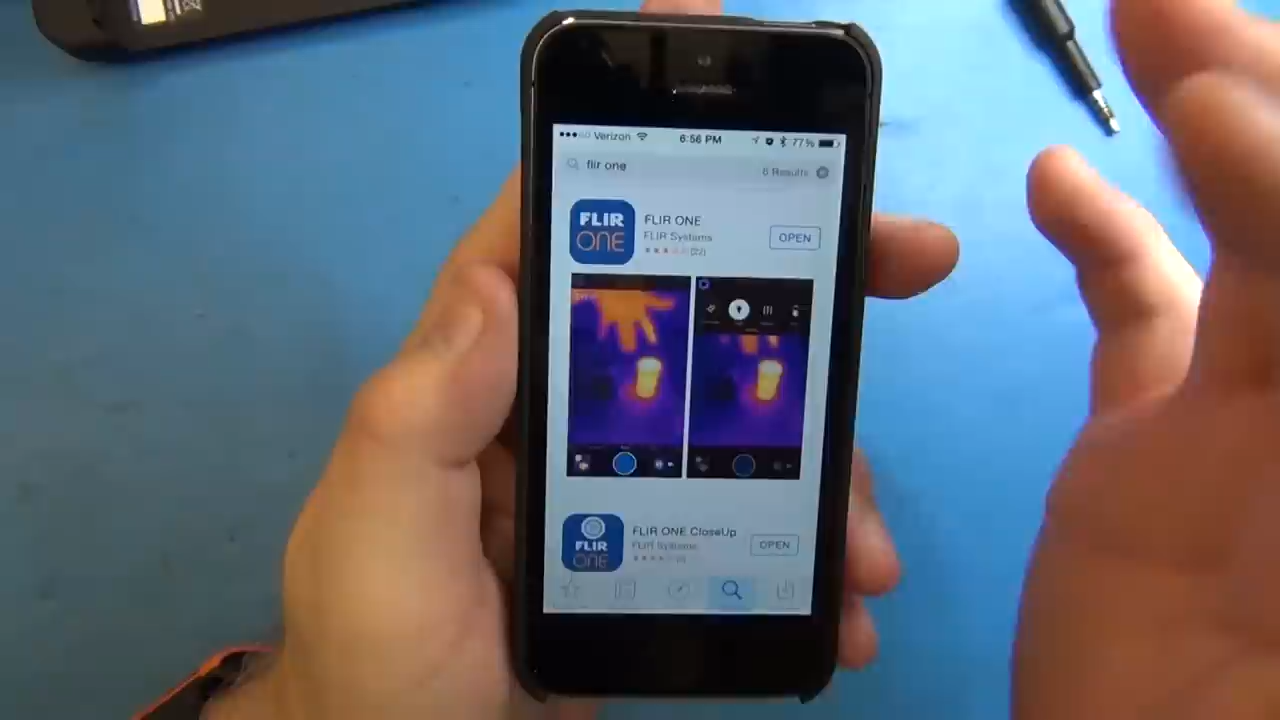 Verizon 6:56 PM 77%
flir one 6 Results
FLIR ONE
FLIR ONE
FLIR Systems
(22)
OPEN
FLIR ONE CloseUp
FLIR Systems
OPEN
FLIR
ONE